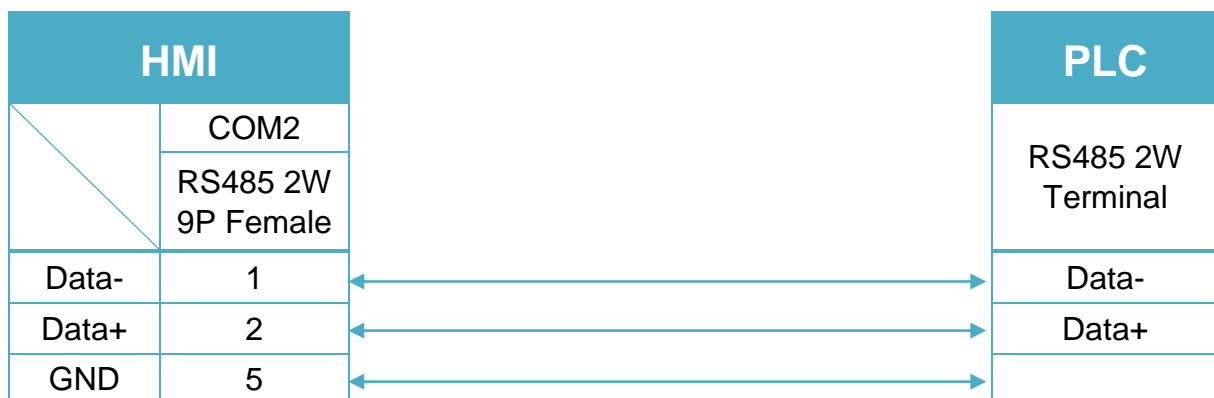 HMI PLC
COM2
RS485 2W
9P Female
RS485 2W
Terminal
Data- 1 Data-
Data+ 2 Data+
GND 5